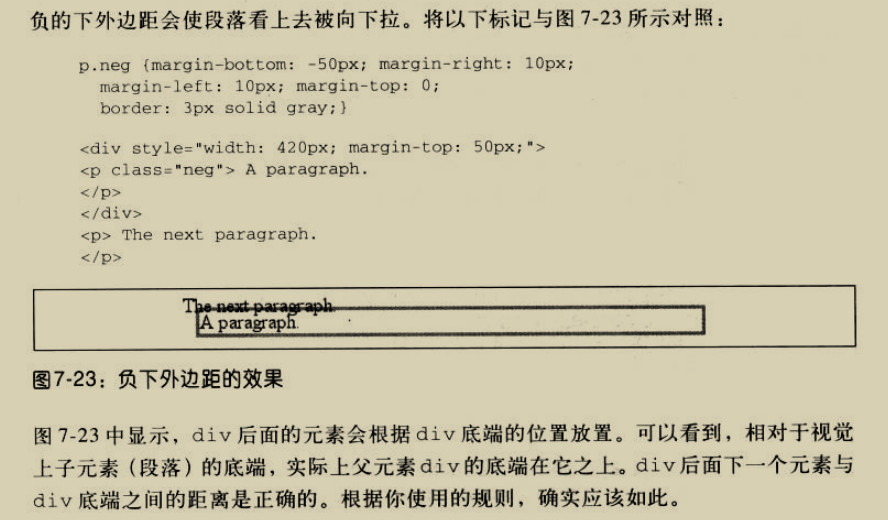 负的下外边距会使段落看上去被向下拉。将以下标记与图 7-23 所示对照：
p.neg {margin-bottom: -50px; margin-right: 10px;
margin-left: 10px; margin-top: 0;
border: 3px solid gray;}
<div style="width: 420px; margin-top: 50px;">
<p class="neg"> A paragraph.
</p>
</div>
<p> The next paragraph.
</p>
The next paragraph.
A paragraph.
图7-23：负下外边距的效果
图 7-23 中显示，div 后面的元素会根据 div 底端的位置放置。可以看到，相对于视觉
上子元素（段落）的底端，实际上父元素 div 的底端在它之上。div 后面下一个元素与
div 底端之间的距离是正确的。根据你使用的规则，确实应该如此。